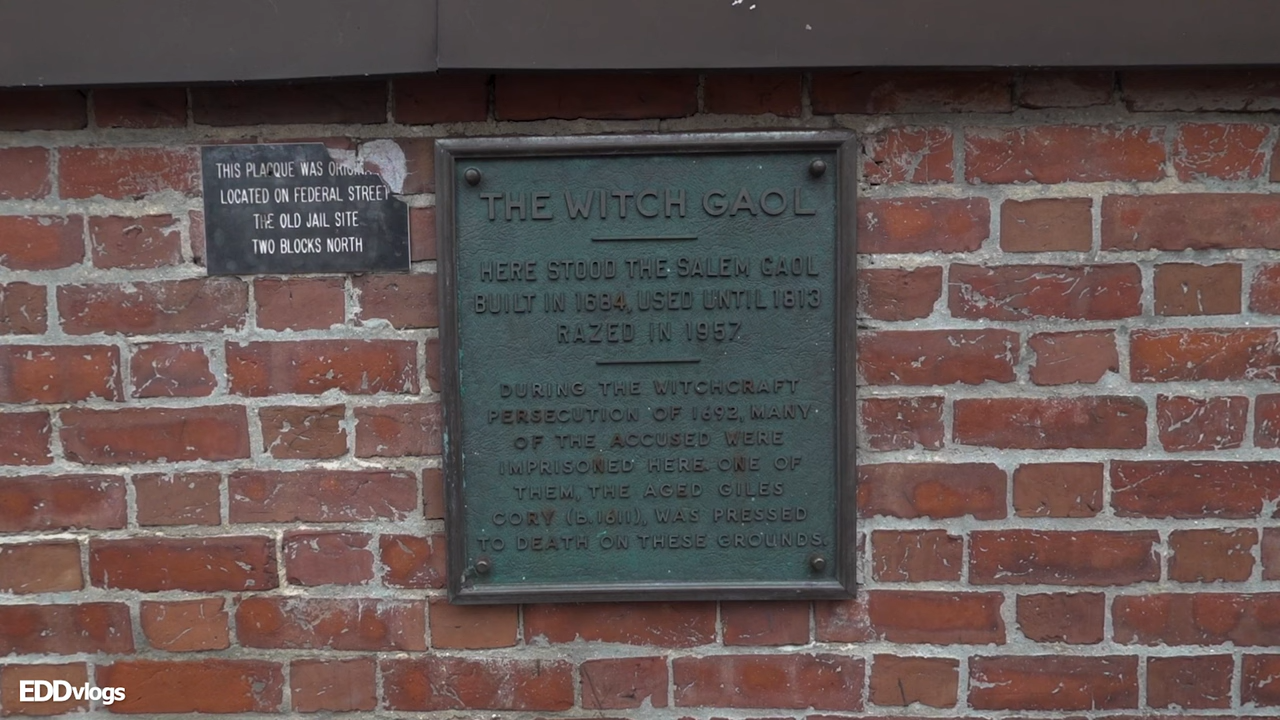 THIS PLACQUE WAS
LOCATED ON FEDERAL STREET
THE OLD JAIL SITE
TWO BLOCKS NORTH
THE WITCH GAOL
HERE STOOD THE SALEM GAOL
BUILT IN 1684, USED UNTIL 1813
RAZED IN 1957
DURING THE WITCHCRAFT
PERSECUTION OF 1692, MANY
OF THE ACCUSED WERE
IMPRISONED HERE. ONE OF
THEM, THE AGED GILES
CORY (b.1611), WAS PRESSED
TO DEATH ON THESE GROUNDS.
EDDvlogs